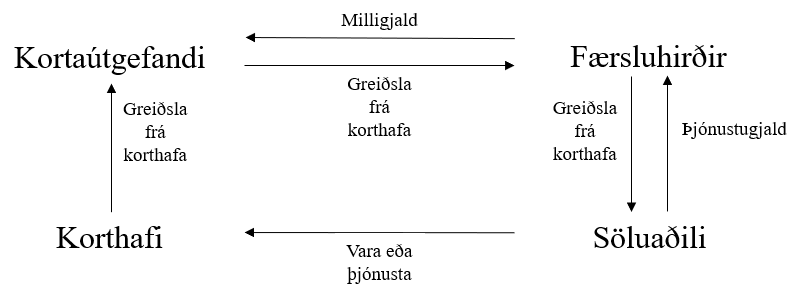 Milligjald
Kortaútgefandi
Færsluhirðir
Greiðsla
frá
korthafa
Greiðsla
frá
korthafa
Greiðsla
frá
korthafa
Þjónustugjald
Korthafi
Söluaðili
Vara eða
þjónusta